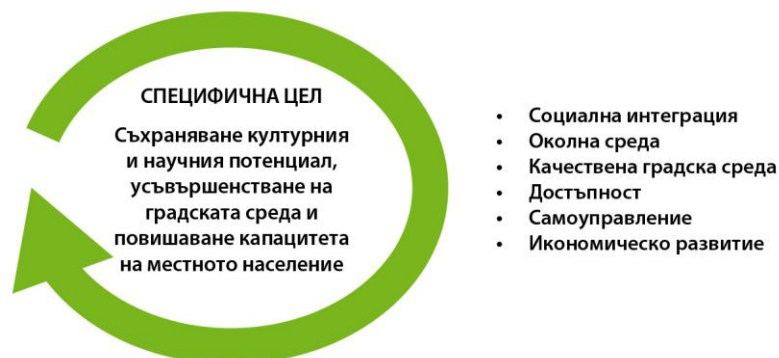 СПЕЦИФИЧНА ЦЕЛ
Съхраняване културния
и научния потенциал,
усъвършенстване на
градската среда и
повишаване капацитета
на местното население
• Социална интеграция
• Околна среда
• Качествена градска среда
• Достъпност
• Самоуправление
• Икономическо развитие